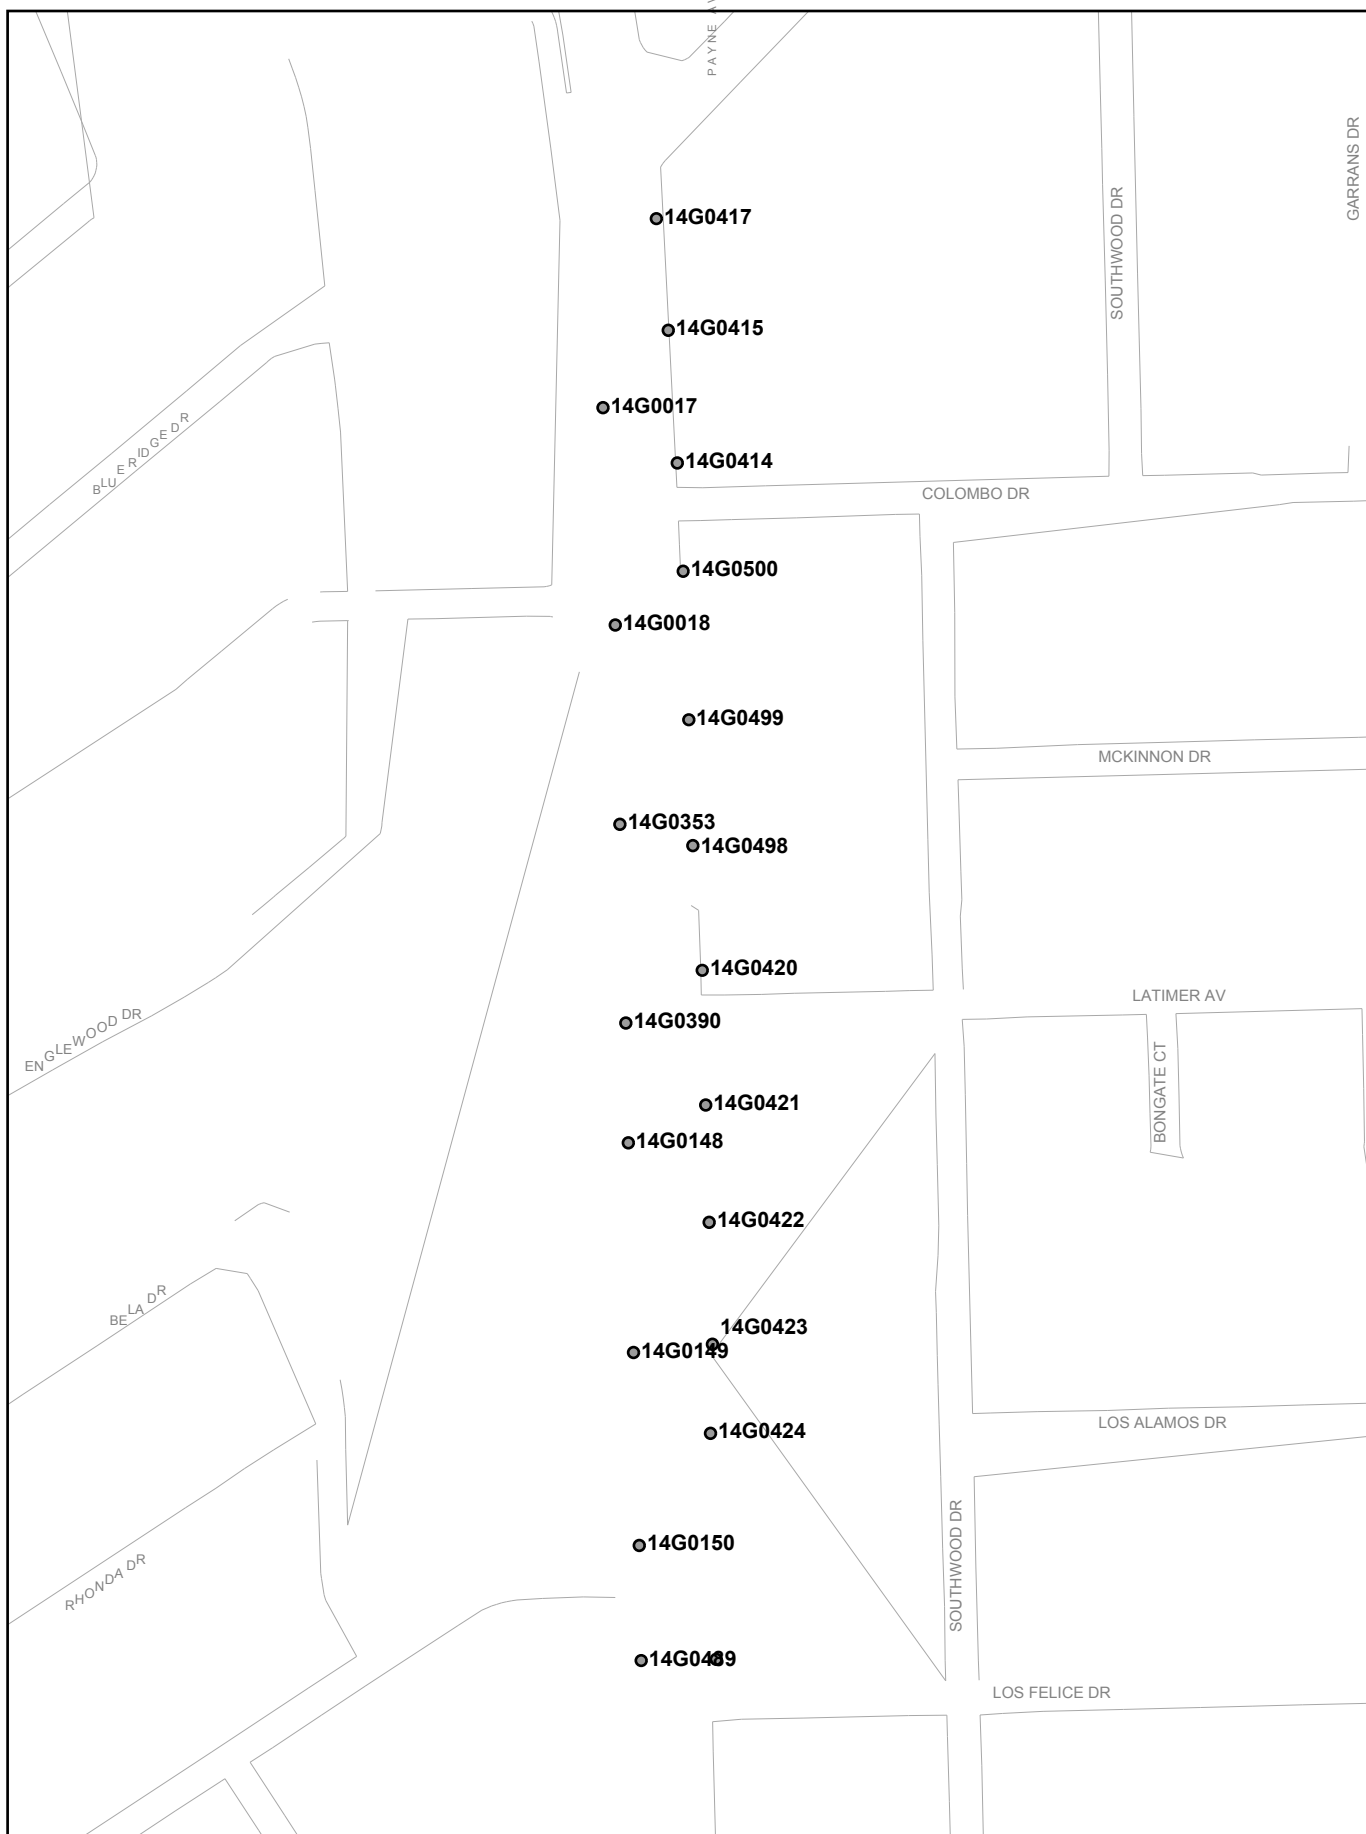 PAYNE AV
GARRANS DR
SOUTHWOOD DR
14G0417
14G0415
14G0017
BLUE RIDGE DR
14G0414
COLOMBO DR
14G0500
14G0018
14G0499
MCKINNON DR
14G0353
14G0498
14G0420
LATIMER AV
ENGLEWOOD DR
14G0390
BONGATE CT
14G0421
14G0148
14G0422
BELA DR
14G0423
14G0149
LOS ALAMOS DR
14G0424
14G0150
SOUTHWOOD DR
RHONDA DR
LOS FELICE DR